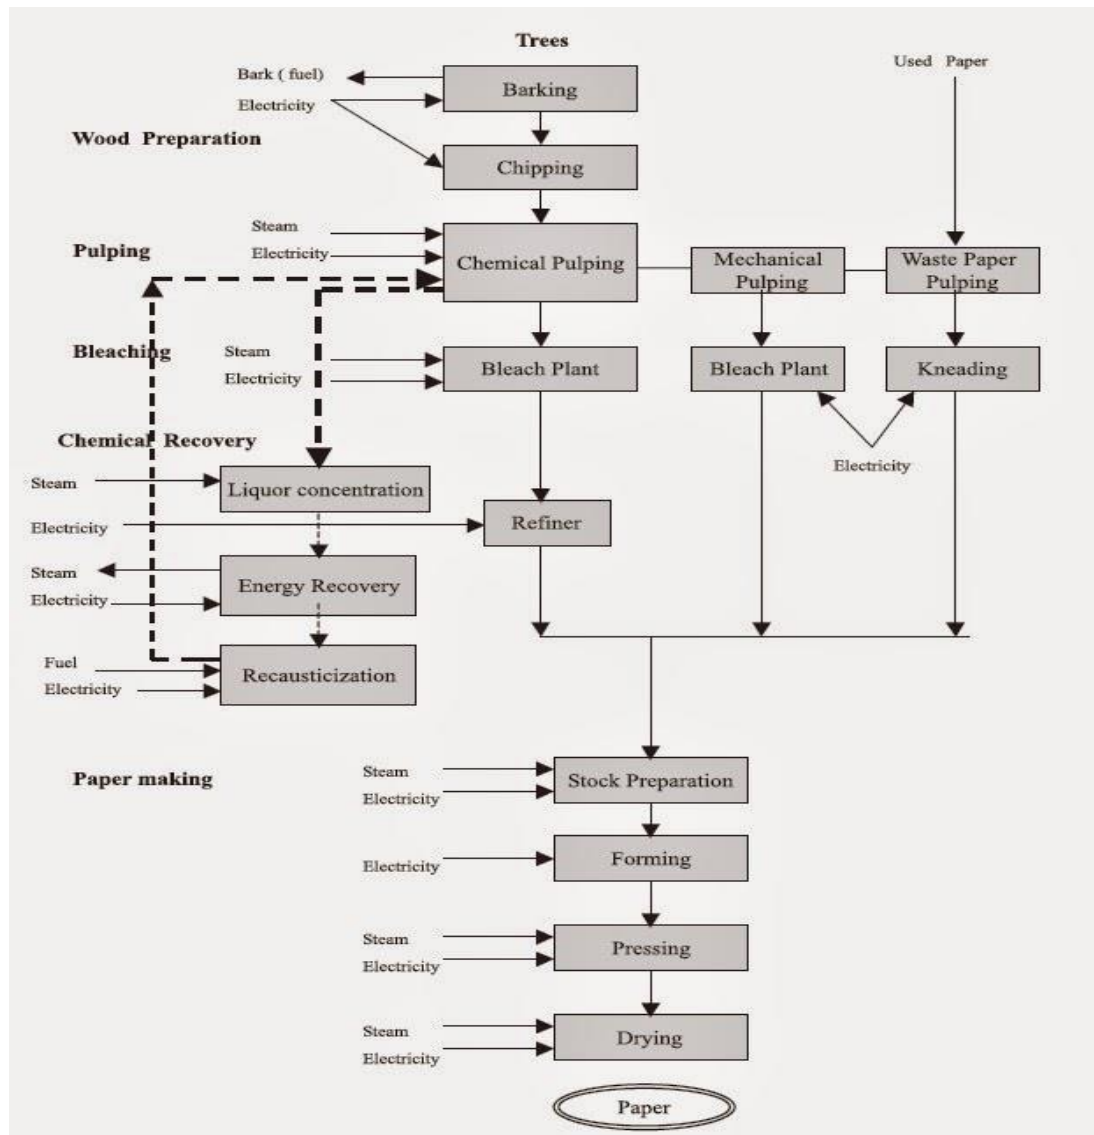 Trees
Used Paper
Bark ( fuel)
Barking
Electricity
Wood Preparation
Chipping
Steam
Electricity
Pulping
Chemical Pulping
Mechanical
Pulping
Waste Paper
Pulping
Bleaching
Steam
Electricity
Bleach Plant
Bleach Plant
Kneading
Electricity
Chemical Recovery
Steam
Liquor concentration
Electricity
Refiner
Steam
Energy Recovery
Electricity
Fuel
Electricity
Recausticization
Paper making
Steam
Electricity
Stock Preparation
Electricity
Forming
Steam
Electricity
Pressing
Steam
Electricity
Drying
Paper